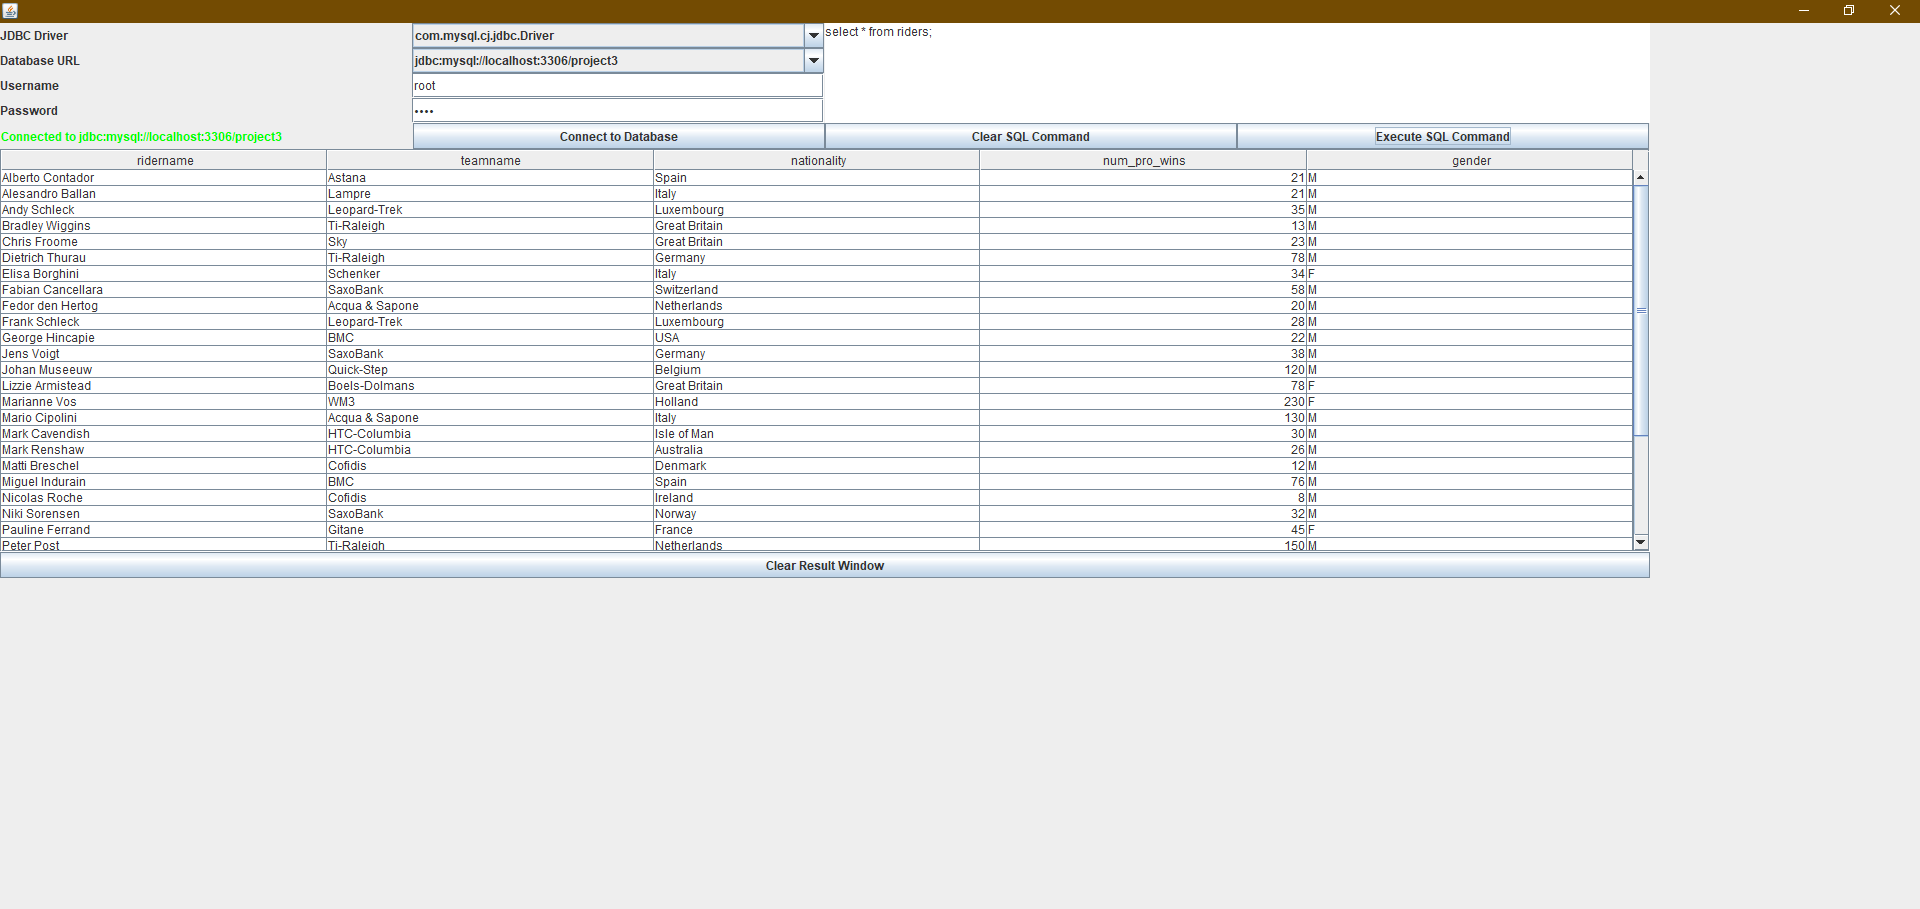 JDBC Driver com.mysql.cj.jdbc.Driver select * from riders;
Database URL jdbc:mysql://localhost:3306/project3
Username root
Password ••••
Connected to jdbc:mysql://localhost:3306/project3 Connect to Database Clear SQL Command Execute SQL Command
ridername teamname nationality num_pro_wins gender
Alberto Contador Astana Spain 21 M
Alesandro Ballan Lampre Italy 21 M
Andy Schleck Leopard-Trek Luxembourg 35 M
Bradley Wiggins Ti-Raleigh Great Britain 13 M
Chris Froome Sky Great Britain 23 M
Dietrich Thurau Ti-Raleigh Germany 78 M
Elisa Borghini Schenker Italy 34 F
Fabian Cancellara SaxoBank Switzerland 58 M
Fedor den Hertog Acqua & Sapone Netherlands 20 M
Frank Schleck Leopard-Trek Luxembourg 28 M
George Hincapie BMC USA 22 M
Jens Voigt SaxoBank Germany 38 M
Johan Museeuw Quick-Step Belgium 120 M
Lizzie Armistead Boels-Dolmans Great Britain 78 F
Marianne Vos WM3 Holland 230 F
Mario Cipolini Acqua & Sapone Italy 130 M
Mark Cavendish HTC-Columbia Isle of Man 30 M
Mark Renshaw HTC-Columbia Australia 26 M
Matti Breschel Cofidis Denmark 12 M
Miguel Indurain BMC Spain 76 M
Nicolas Roche Cofidis Ireland 8 M
Niki Sorensen SaxoBank Norway 32 M
Pauline Ferrand Gitane France 45 F
Peter Post Ti-Raleigh Netherlands 150 M
Clear Result Window